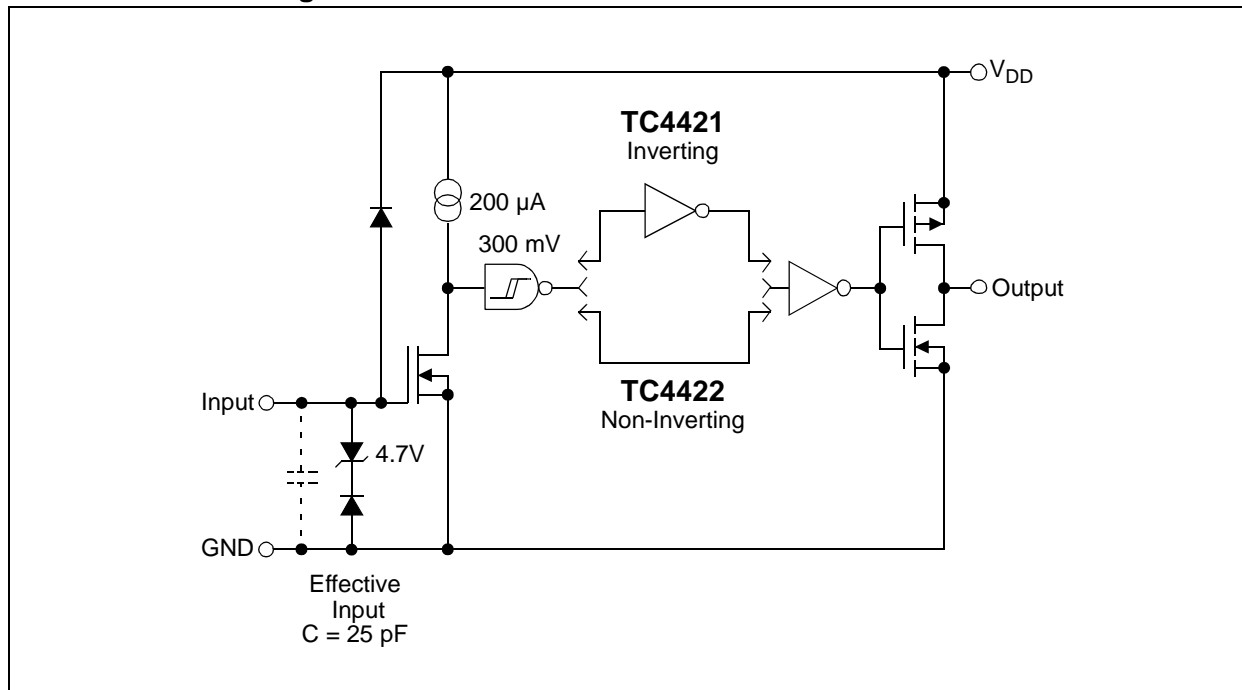 V_DD
TC4421
Inverting
200 µA
300 mV
Output
TC4422
Non-Inverting
Input
4.7V
GND
Effective
Input
C = 25 pF